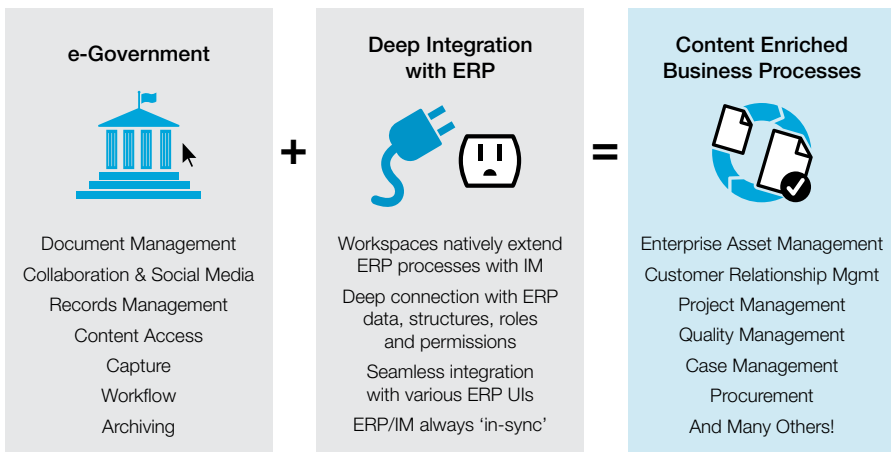 e-Government
Document Management
Collaboration & Social Media
Records Management
Content Access
Capture
Workflow
Archiving
+
Deep Integration
with ERP
Workspaces natively extend
ERP processes with IM
Deep connection with ERP
data, structures, roles
and permissions
Seamless integration
with various ERP UIs
ERP/IM always ‘in-sync’
=
Content Enriched
Business Processes
Enterprise Asset Management
Customer Relationship Mgmt
Project Management
Quality Management
Case Management
Procurement
And Many Others!